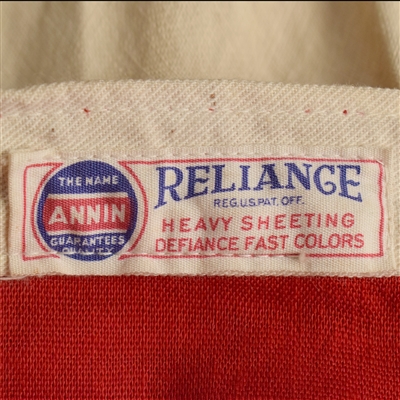 THE NAME
ANNIN
GUARANTEES
QUALITY
RELIANCE
REG.U.S.PAT. OFF.
HEAVY SHEETING
DEFIANCE FAST COLORS